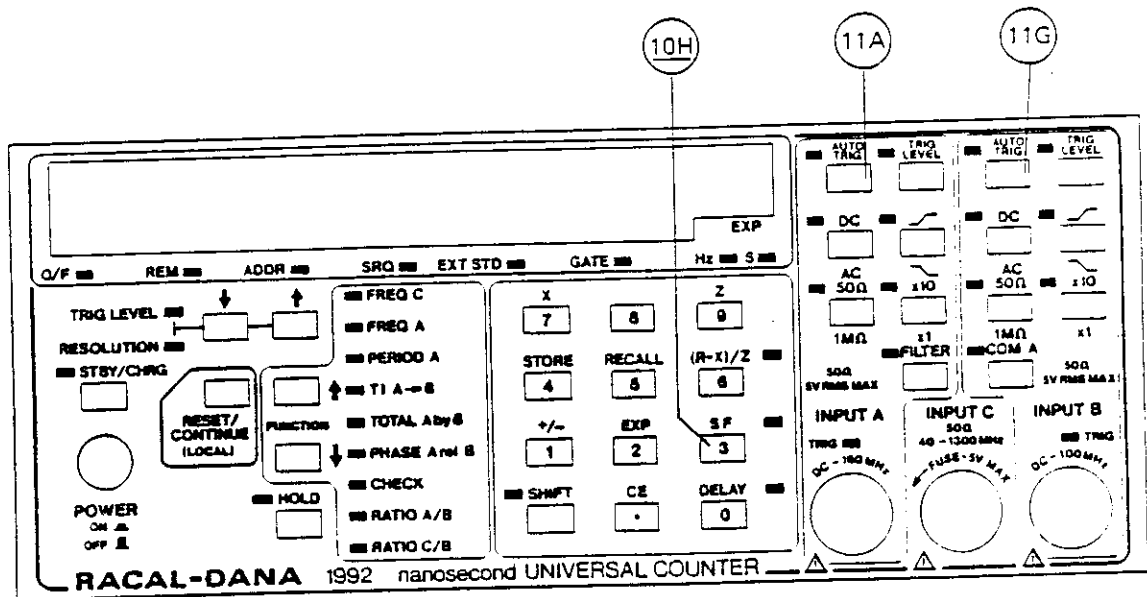 10H 11A 11G
AUTO TRIG TRIG LEVEL AUTO TRIG TRIG LEVEL
EXP
DC DC
O/F REM ADDR SRQ EXT STD GATE Hz S
AC 50Ω x10 AC 50Ω x10
1MΩ x1 1MΩ x1
TRIG LEVEL
RESOLUTION
STBY/CHRG
RESET/
CONTINUE
(LOCAL)
FUNCTION
HOLD
POWER
ON
OFF
FREQ C
FREQ A
PERIOD A
TI A→B
TOTAL A by B
PHASE A rel B
CHECK
RATIO A/B
RATIO C/B
X Z
7 8 9
STORE RECALL (R-X)/Z
4 5 6
+/- EXP SF
1 2 3
SHIFT CE DELAY
. 0
FILTER COM A
50Ω
5V RMS MAX
50Ω
5V RMS MAX
INPUT A
TRIG
DC - 160 MHz
INPUT C
50Ω
40 - 1300 MHz
FUSE - 5V MAX
INPUT B
TRIG
DC - 100 MHz
RACAL-DANA 1992 nanosecond UNIVERSAL COUNTER